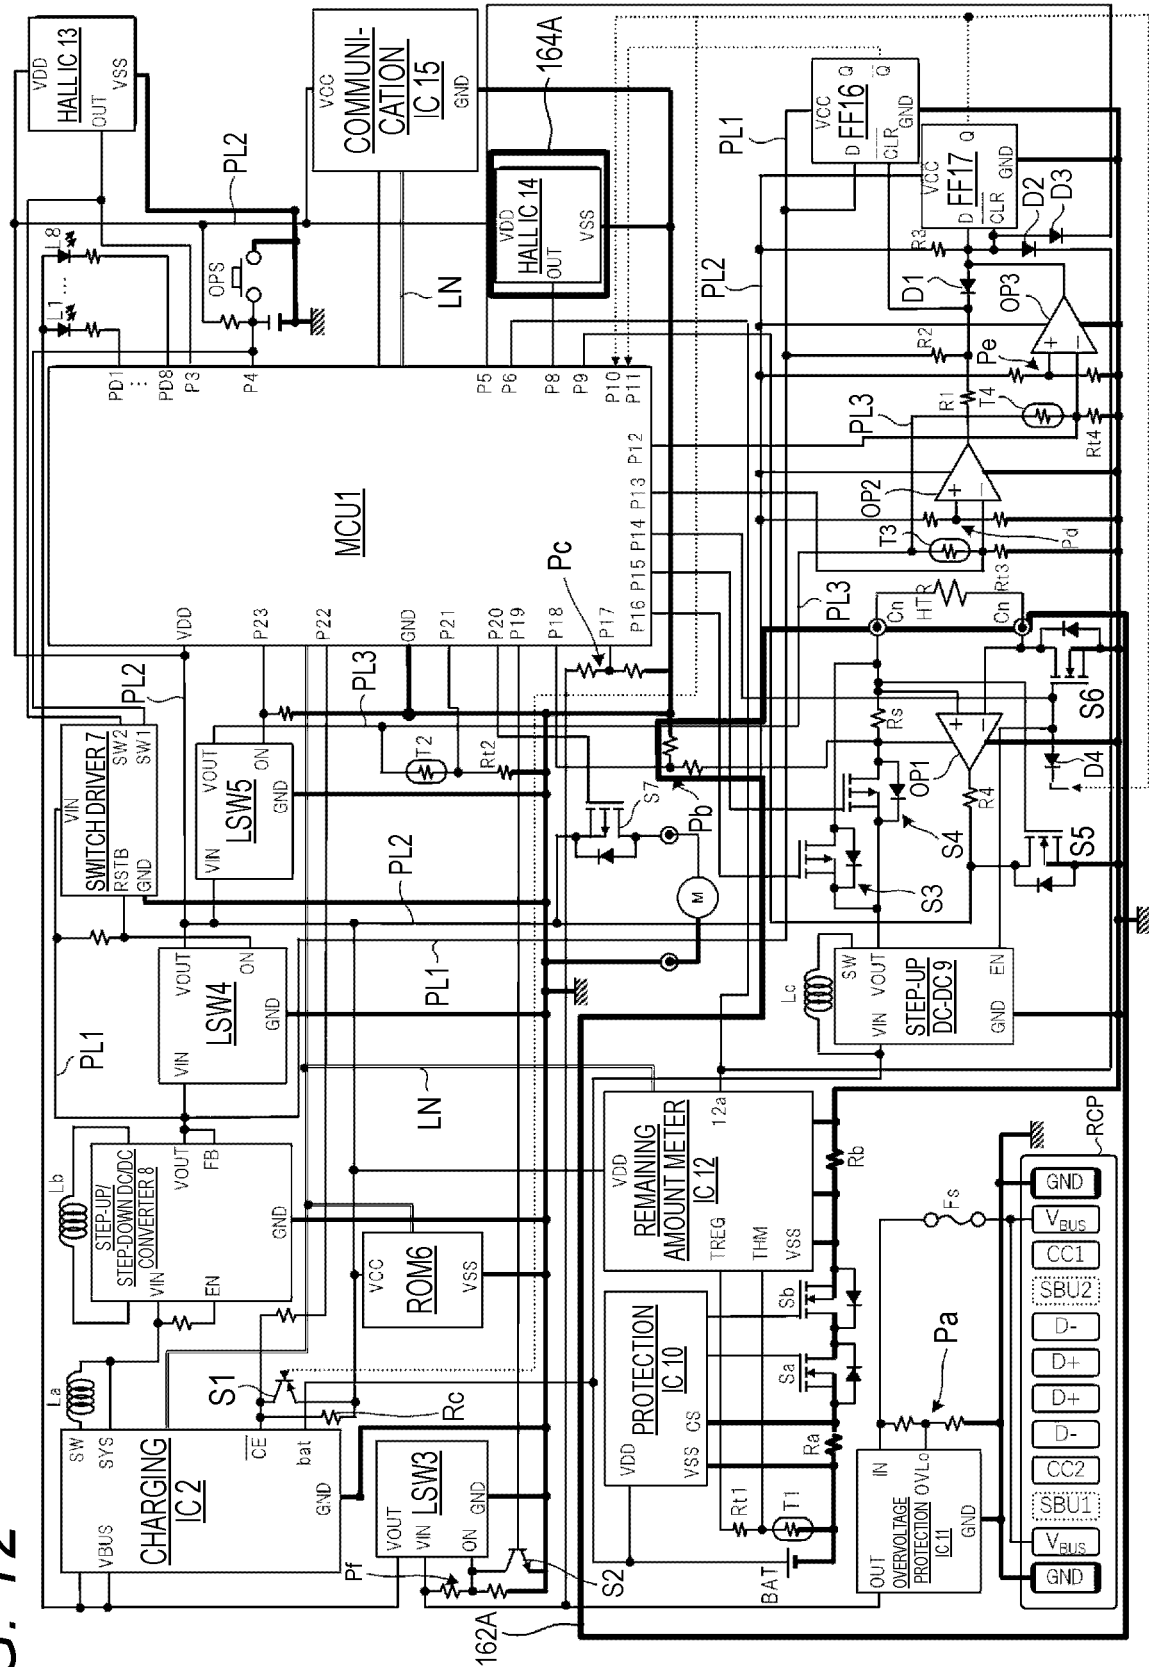 HALL IC 13
VDD
OUT
VSS
L1 ...
L8
PL2
OPS
COMMUNI-
CATION
IC 15
VCC
GND
164A
HALL IC 14
VDD
OUT
VSS
LN
PL1
FF16
VCC
D
Q
Q
CLR
GND
FF17
VCC
D
Q
CLR
GND
D2
D3
R3
D1
PL2
R2
OP3
Pe
R1
PL3
T4
Rt4
OP2
T3
Pd
Rt3
MCU1
PD1
PD8
P3
P4
P5
P6
P8
P9
P10
P11
P12
P13
P14
P15
P16
P17
P18
P19
P20
P21
GND
P22
P23
VDD
Pc
PL3
Cn
HTR
Cn
SWITCH DRIVER 7
VIN
SW2
SW1
RSTB
GND
PL2
LSW5
VOUT
ON
VIN
GND
PL3
T2
Rt2
PL2
S7
Pb
M
Rs
OP1
R4
S4
S3
S5
S6
D4
LSW4
VOUT
ON
VIN
GND
PL1
PL1
Lc
STEP-UP
DC-DC 9
SW
VOUT
VIN
EN
GND
Lb
STEP-UP/
STEP-DOWN DC/DC
CONVERTER 8
VOUT
FB
VIN
EN
GND
LN
ROM6
VCC
VSS
REMAINING
AMOUNT METER
IC 12
VDD
12a
TREG
THM
VSS
Rb
PROTECTION
IC 10
VDD
VSS
CS
Sb
Sa
Ra
La
CHARGING
IC 2
SW
SYS
VBUS
CE
bat
GND
S1
Rc
LSW3
VOUT
VIN
ON
GND
Pf
S2
162A
Rt1
T1
BAT
OVERVOLTAGE
PROTECTION
IC 11
IN
OVLo
OUT
GND
Pa
Fs
RCP
GND
VBUS
CC1
SBU2
D-
D+
D+
D-
CC2
SBU1
VBUS
GND